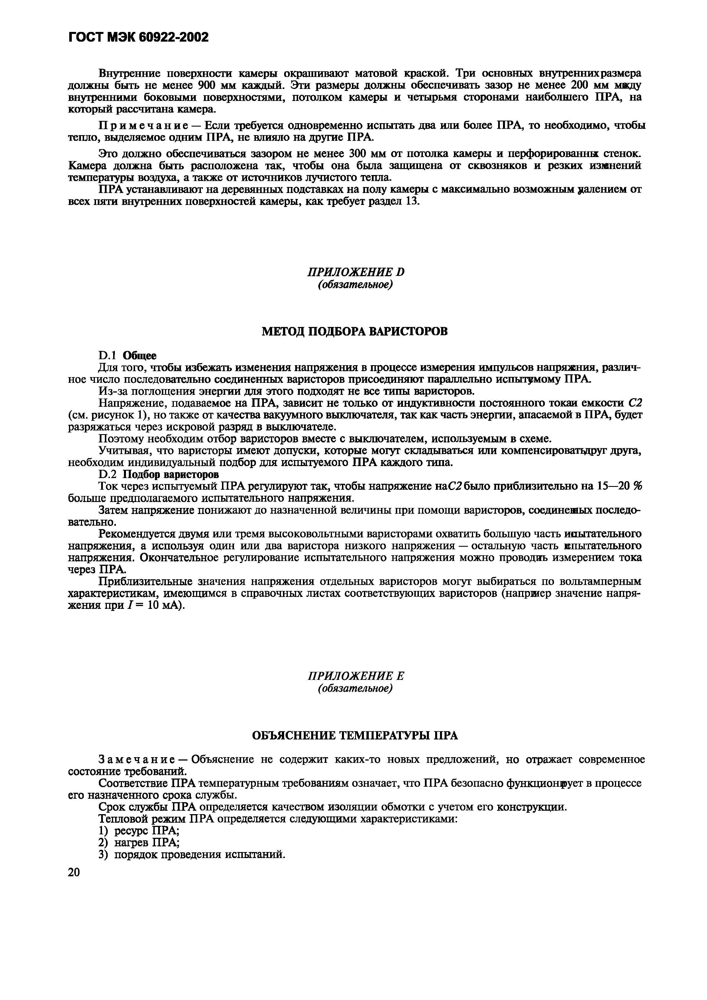 ГОСТ МЭК 60922-2002
Внутренние поверхности камеры окрашивают матовой краской. Три основных внутренних размера
должны быть не менее 900 мм каждый. Эти размеры должны обеспечивать зазор не менее 200 мм между
внутренними боковыми поверхностями, потолком камеры и четырьмя сторонами наибольшего ПРА, на
который рассчитана камера.
Примечание — Если требуется одновременно испытать два или более ПРА, то необходимо, чтобы
тепло, выделяемое одним ПРА, не влияло на другие ПРА.
Это должно обеспечиваться зазором не менее 300 мм от потолка камеры и перфорированных стенок.
Камера должна быть расположена так, чтобы она была защищена от сквозняков и резких изменений
температуры воздуха, а также от источников лучистого тепла.
ПРА устанавливают на деревянных подставках на полу камеры с максимально возможным удалением от
всех пяти внутренних поверхностей камеры, как требует раздел 13.
ПРИЛОЖЕНИЕ D
(обязательное)
МЕТОД ПОДБОРА ВАРИСТОРОВ
D.1 Общее
Для того, чтобы избежать изменения напряжения в процессе измерения импульсов напряжения, различ-
ное число последовательно соединенных варисторов присоединяют параллельно испытуемому ПРА.
Из-за поглощения энергии для этого подходят не все типы варисторов.
Напряжение, подаваемое на ПРА, зависит не только от индуктивности постоянного тока и емкости C2
(см. рисунок 1), но также от качества вакуумного выключателя, так как часть энергии, запасаемой в ПРА, будет
разряжаться через искровой разряд в выключателе.
Поэтому необходим отбор варисторов вместе с выключателем, используемым в схеме.
Учитывая, что варисторы имеют допуски, которые могут складываться или компенсировать друг друга,
необходим индивидуальный подбор для испытуемого ПРА каждого типа.
D.2 Подбор варисторов
Ток через испытуемый ПРА регулируют так, чтобы напряжение на C2 было приблизительно на 15—20 %
больше предполагаемого испытательного напряжения.
Затем напряжение понижают до назначенной величины при помощи варисторов, соединенных последо-
вательно.
Рекомендуется двумя или тремя высоковольтными варисторами охватить большую часть испытательного
напряжения, а используя один или два варистора низкого напряжения — остальную часть испытательного
напряжения. Окончательное регулирование испытательного напряжения можно проводить измерением тока
через ПРА.
Приблизительные значения напряжения отдельных варисторов могут выбираться по вольтамперным
характеристикам, имеющимся в справочных листах соответствующих варисторов (например значение напря-
жения при I = 10 мА).
ПРИЛОЖЕНИЕ E
(обязательное)
ОБЪЯСНЕНИЕ ТЕМПЕРАТУРЫ ПРА
Замечание — Объяснение не содержит каких-то новых предложений, но отражает современное
состояние требований.
Соответствие ПРА температурным требованиям означает, что ПРА безопасно функционирует в процессе
его назначенного срока службы.
Срок службы ПРА определяется качеством изоляции обмотки с учетом его конструкции.
Тепловой режим ПРА определяется следующими характеристиками:
1) ресурс ПРА;
2) нагрев ПРА;
3) порядок проведения испытаний.
20